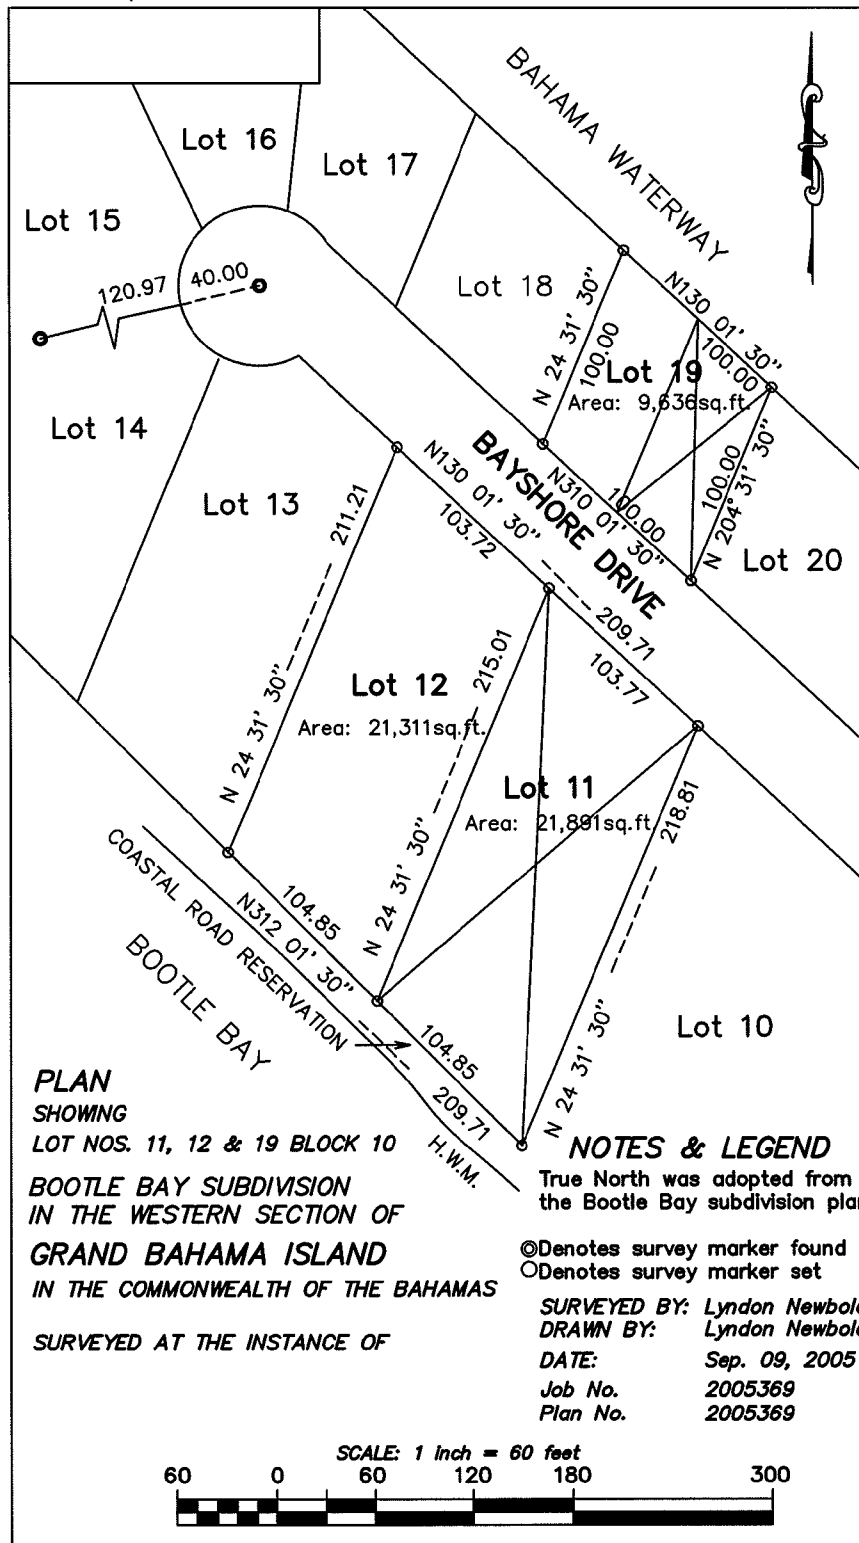 BAHAMA WATERWAY
Lot 16
Lot 17
Lot 15
120.97 40.00
Lot 18
N 24 31' 30"
100.00
N130 01' 30"
100.00
Lot 19
Area: 9,636sq.ft.
Lot 14
Lot 13
211.21
N 24 31' 30"
N130 01' 30"
103.72
BAYSHORE DRIVE
N310 01' 30"
100.00
100.00
N 204° 31' 30"
Lot 20
209.71
103.77
Lot 12
Area: 21,311sq.ft.
215.01
N 24 31' 30"
Lot 11
Area: 21,891sq.ft.
218.81
N 24 31' 30"
COASTAL ROAD RESERVATION
104.85
N312 01' 30"
BOOTLE BAY
104.85
209.71
H.W.M.
Lot 10
PLAN
SHOWING
LOT NOS. 11, 12 & 19 BLOCK 10
BOOTLE BAY SUBDIVISION
IN THE WESTERN SECTION OF
GRAND BAHAMA ISLAND
IN THE COMMONWEALTH OF THE BAHAMAS
SURVEYED AT THE INSTANCE OF
NOTES & LEGEND
True North was adopted from
the Bootle Bay subdivision plan
Denotes survey marker found
Denotes survey marker set
SURVEYED BY: Lyndon Newbold
DRAWN BY: Lyndon Newbold
DATE: Sep. 09, 2005
Job No. 2005369
Plan No. 2005369
SCALE: 1 inch = 60 feet
60 0 60 120 180 300